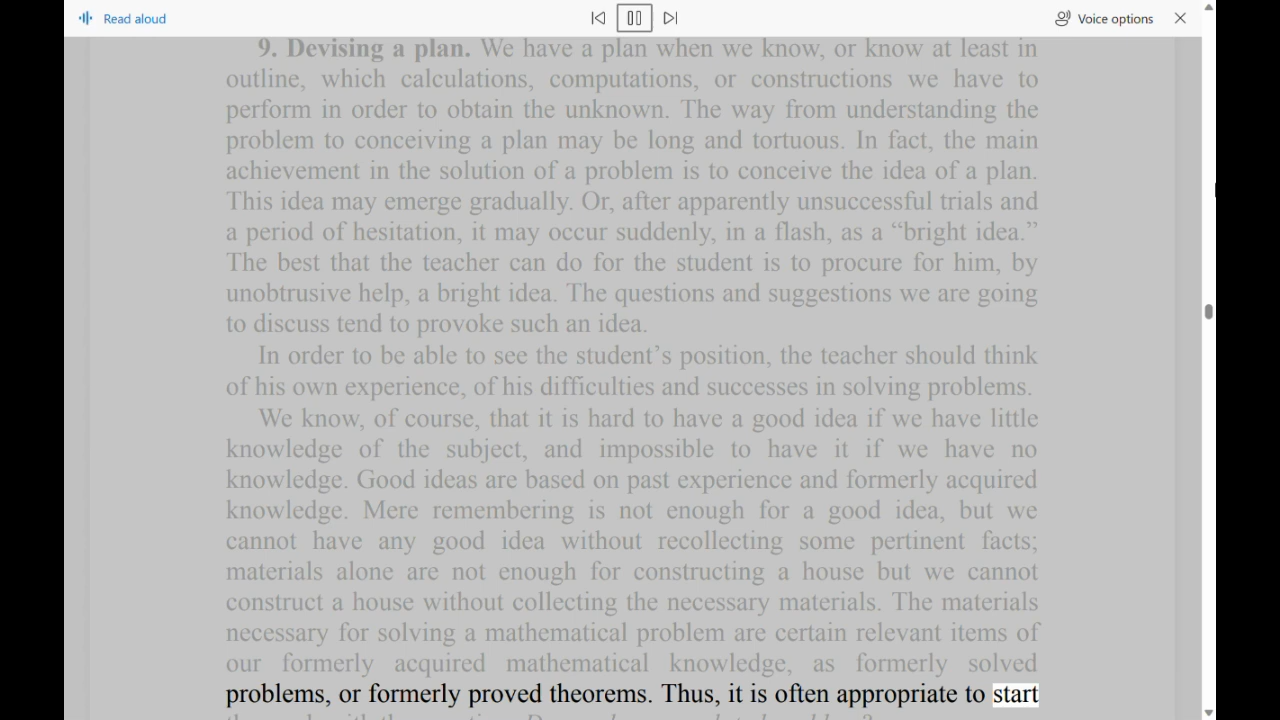 Read aloud
Voice options
9. Devising a plan. We have a plan when we know, or know at least in
outline, which calculations, computations, or constructions we have to
perform in order to obtain the unknown. The way from understanding the
problem to conceiving a plan may be long and tortuous. In fact, the main
achievement in the solution of a problem is to conceive the idea of a plan.
This idea may emerge gradually. Or, after apparently unsuccessful trials and
a period of hesitation, it may occur suddenly, in a flash, as a “bright idea.”
The best that the teacher can do for the student is to procure for him, by
unobtrusive help, a bright idea. The questions and suggestions we are going
to discuss tend to provoke such an idea.
In order to be able to see the student’s position, the teacher should think
of his own experience, of his difficulties and successes in solving problems.
We know, of course, that it is hard to have a good idea if we have little
knowledge of the subject, and impossible to have it if we have no
knowledge. Good ideas are based on past experience and formerly acquired
knowledge. Mere remembering is not enough for a good idea, but we
cannot have any good idea without recollecting some pertinent facts;
materials alone are not enough for constructing a house but we cannot
construct a house without collecting the necessary materials. The materials
necessary for solving a mathematical problem are certain relevant items of
our formerly acquired mathematical knowledge, as formerly solved
problems, or formerly proved theorems. Thus, it is often appropriate to start